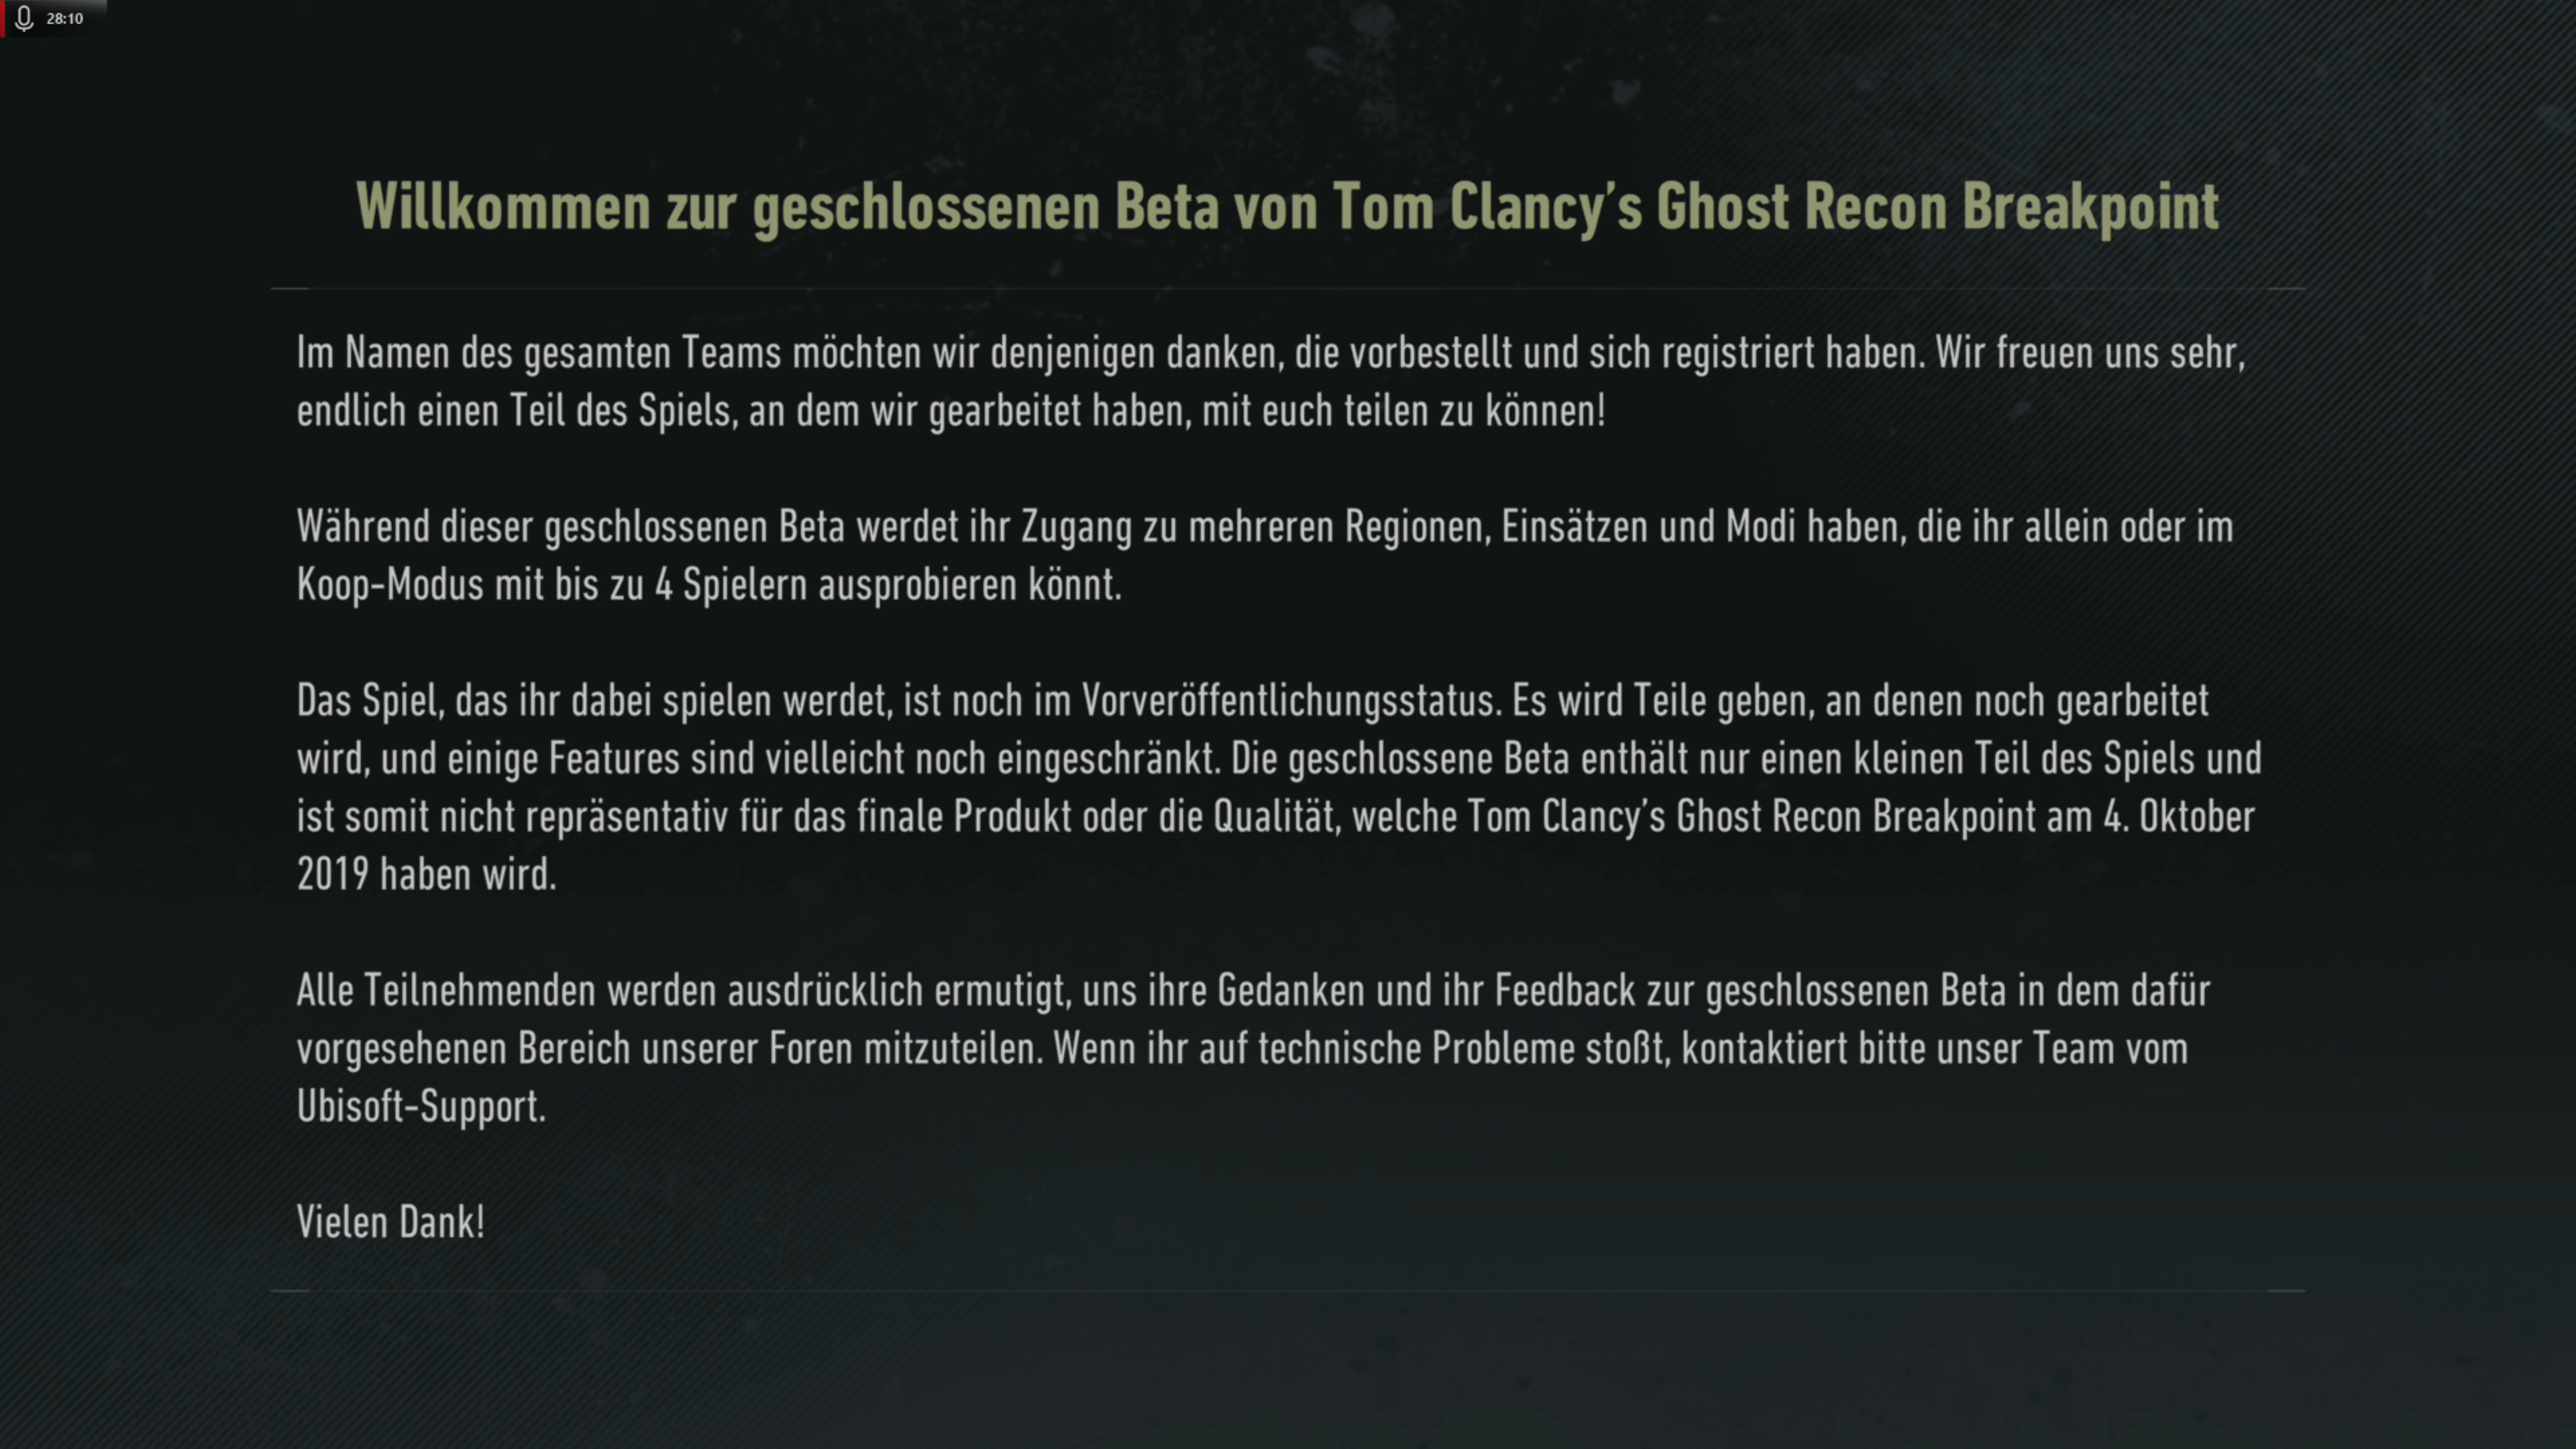 28:10
Willkommen zur geschlossenen Beta von Tom Clancy’s Ghost Recon Breakpoint
Im Namen des gesamten Teams möchten wir denjenigen danken, die vorbestellt und sich registriert haben. Wir freuen uns sehr,
endlich einen Teil des Spiels, an dem wir gearbeitet haben, mit euch teilen zu können!
Während dieser geschlossenen Beta werdet ihr Zugang zu mehreren Regionen, Einsätzen und Modi haben, die ihr allein oder im
Koop-Modus mit bis zu 4 Spielern ausprobieren könnt.
Das Spiel, das ihr dabei spielen werdet, ist noch im Vorveröffentlichungsstatus. Es wird Teile geben, an denen noch gearbeitet
wird, und einige Features sind vielleicht noch eingeschränkt. Die geschlossene Beta enthält nur einen kleinen Teil des Spiels und
ist somit nicht repräsentativ für das finale Produkt oder die Qualität, welche Tom Clancy’s Ghost Recon Breakpoint am 4. Oktober
2019 haben wird.
Alle Teilnehmenden werden ausdrücklich ermutigt, uns ihre Gedanken und ihr Feedback zur geschlossenen Beta in dem dafür
vorgesehenen Bereich unserer Foren mitzuteilen. Wenn ihr auf technische Probleme stoßt, kontaktiert bitte unser Team vom
Ubisoft-Support.
Vielen Dank!